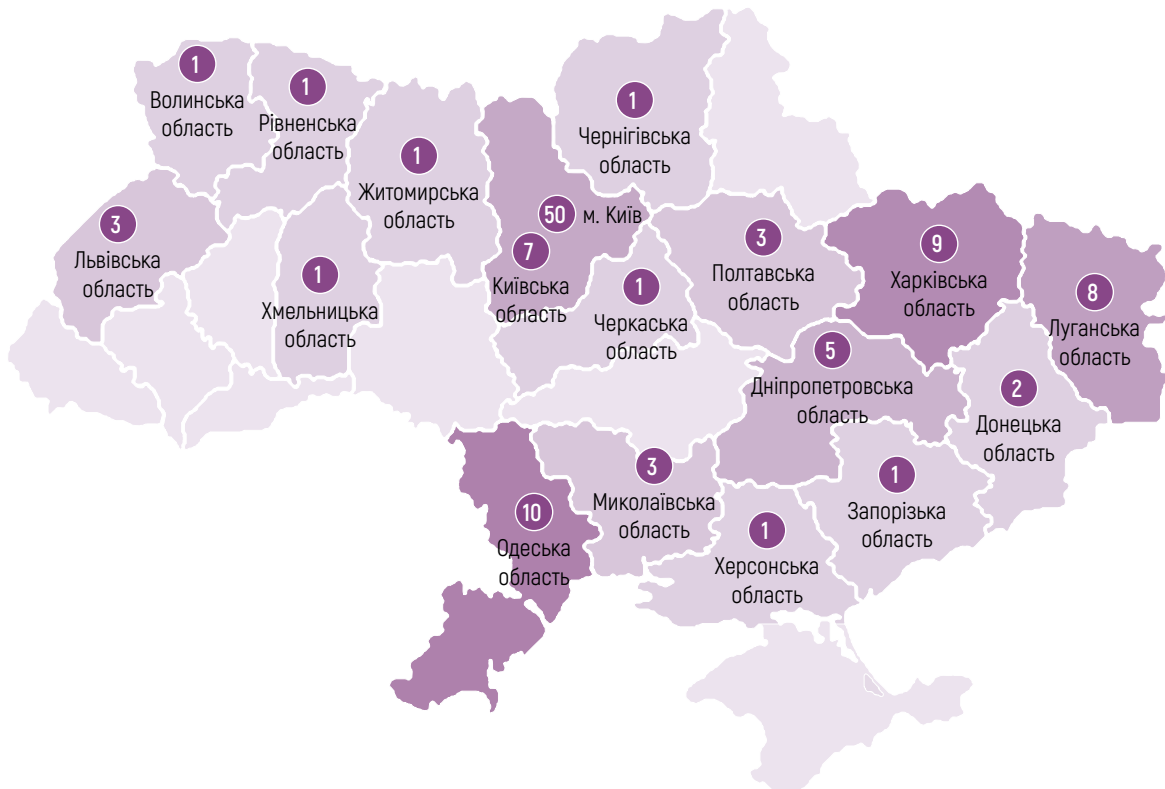 1
Волинська
область
1
Рівненська
область
1
Житомирська
область
1
Чернігівська
область
50 м. Київ
7
Київська
область
3
Львівська
область
1
Хмельницька
область
1
Черкаська
область
3
Полтавська
область
9
Харківська
область
8
Луганська
область
5
Дніпропетровська
область
2
Донецька
область
10
Одеська
область
3
Миколаївська
область
1
Запорізька
область
1
Херсонська
область